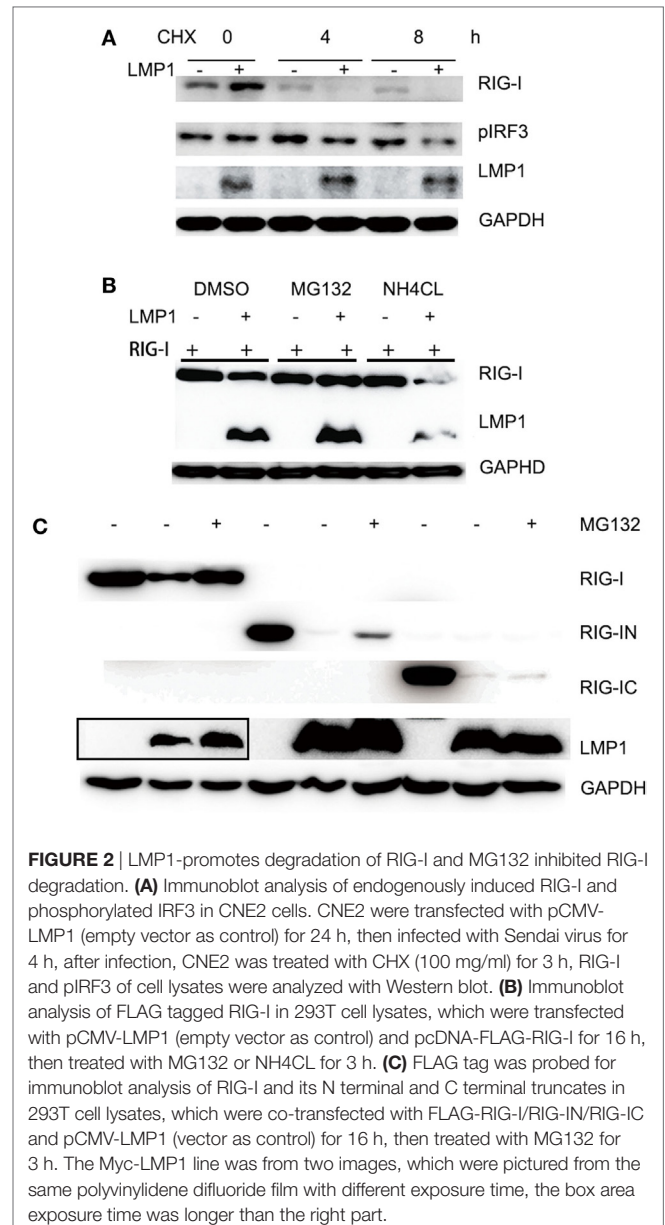 A CHX 0 4 8 h
LMP1 - + - + - +
RIG-I
pIRF3
LMP1
GAPDH
B DMSO MG132 NH4CL
LMP1 - + - + - +
RIG-I + + + + + +
RIG-I
LMP1
GAPHD
C - - + - - + - - + MG132
RIG-I
RIG-IN
RIG-IC
LMP1
GAPDH
FIGURE 2 | LMP1-promotes degradation of RIG-I and MG132 inhibited RIG-I
degradation. (A) Immunoblot analysis of endogenously induced RIG-I and
phosphorylated IRF3 in CNE2 cells. CNE2 were transfected with pCMV-
LMP1 (empty vector as control) for 24 h, then infected with Sendai virus for
4 h, after infection, CNE2 was treated with CHX (100 mg/ml) for 3 h, RIG-I
and pIRF3 of cell lysates were analyzed with Western blot. (B) Immunoblot
analysis of FLAG tagged RIG-I in 293T cell lysates, which were transfected
with pCMV-LMP1 (empty vector as control) and pcDNA-FLAG-RIG-I for 16 h,
then treated with MG132 or NH4CL for 3 h. (C) FLAG tag was probed for
immunoblot analysis of RIG-I and its N terminal and C terminal truncates in
293T cell lysates, which were co-transfected with FLAG-RIG-I/RIG-IN/RIG-IC
and pCMV-LMP1 (vector as control) for 16 h, then treated with MG132 for
3 h. The Myc-LMP1 line was from two images, which were pictured from the
same polyvinylidene difluoride film with different exposure time, the box area
exposure time was longer than the right part.